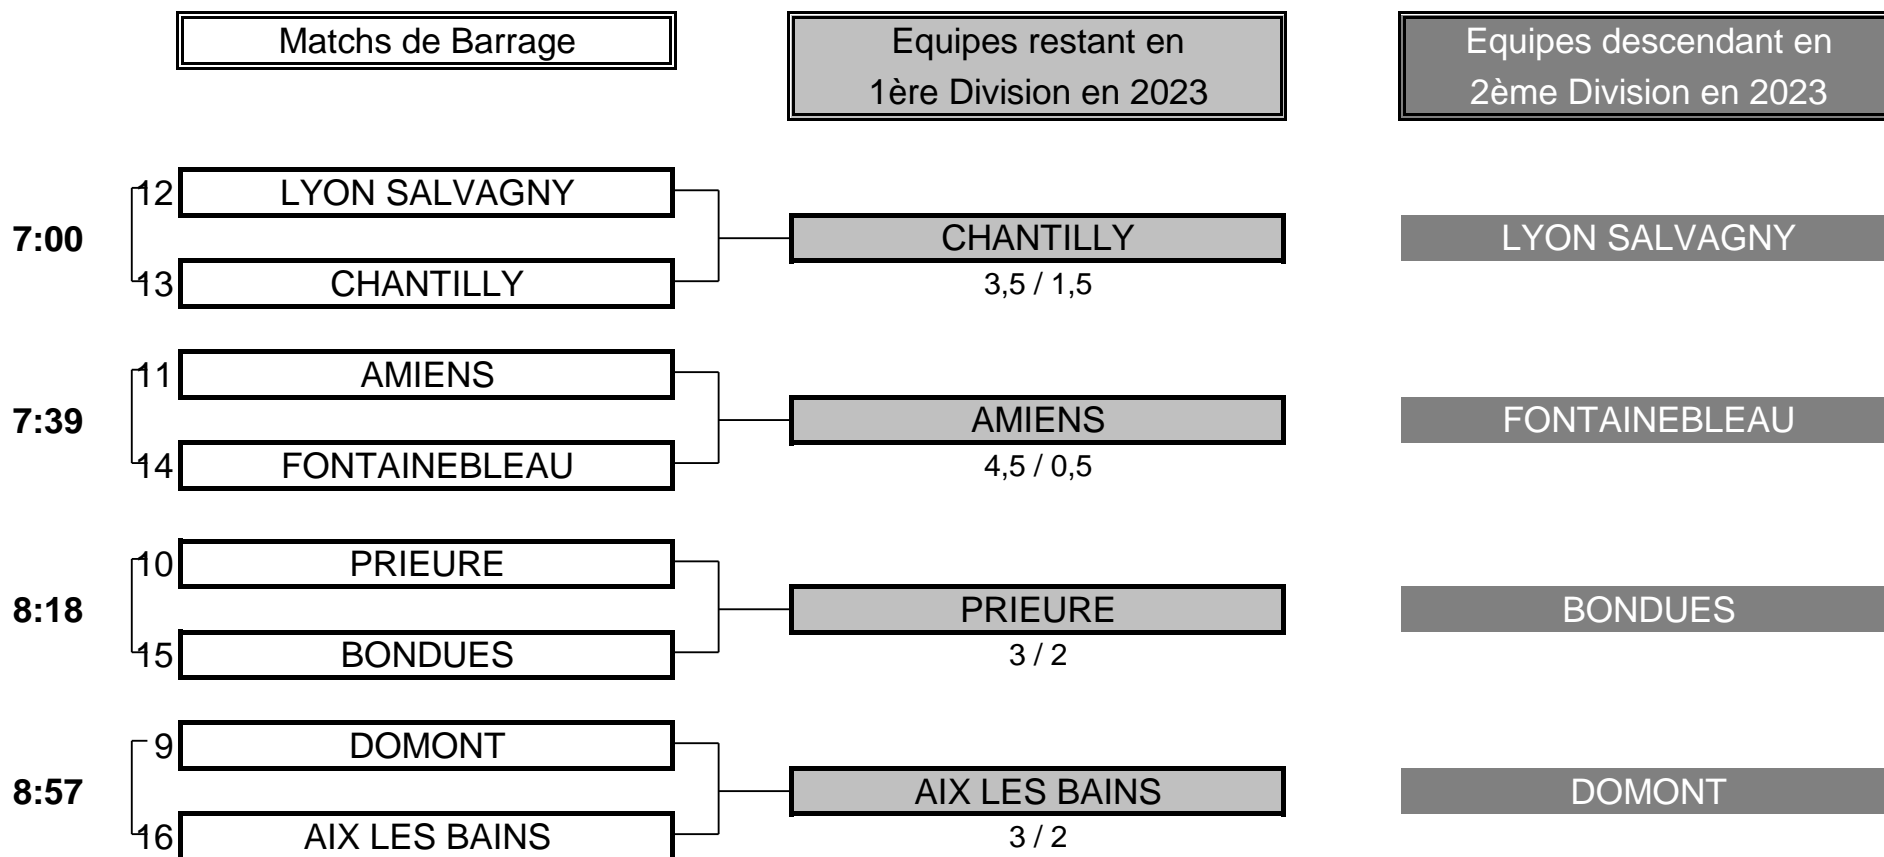 Matchs de Barrage
Equipes restant en
1ère Division en 2023
Equipes descendant en
2ème Division en 2023
12 LYON SALVAGNY
7:00 CHANTILLY LYON SALVAGNY
13 CHANTILLY 3,5 / 1,5
11 AMIENS
7:39 AMIENS FONTAINEBLEAU
14 FONTAINEBLEAU 4,5 / 0,5
10 PRIEURE
8:18 PRIEURE BONDUES
15 BONDUES 3 / 2
9 DOMONT
8:57 AIX LES BAINS DOMONT
16 AIX LES BAINS 3 / 2